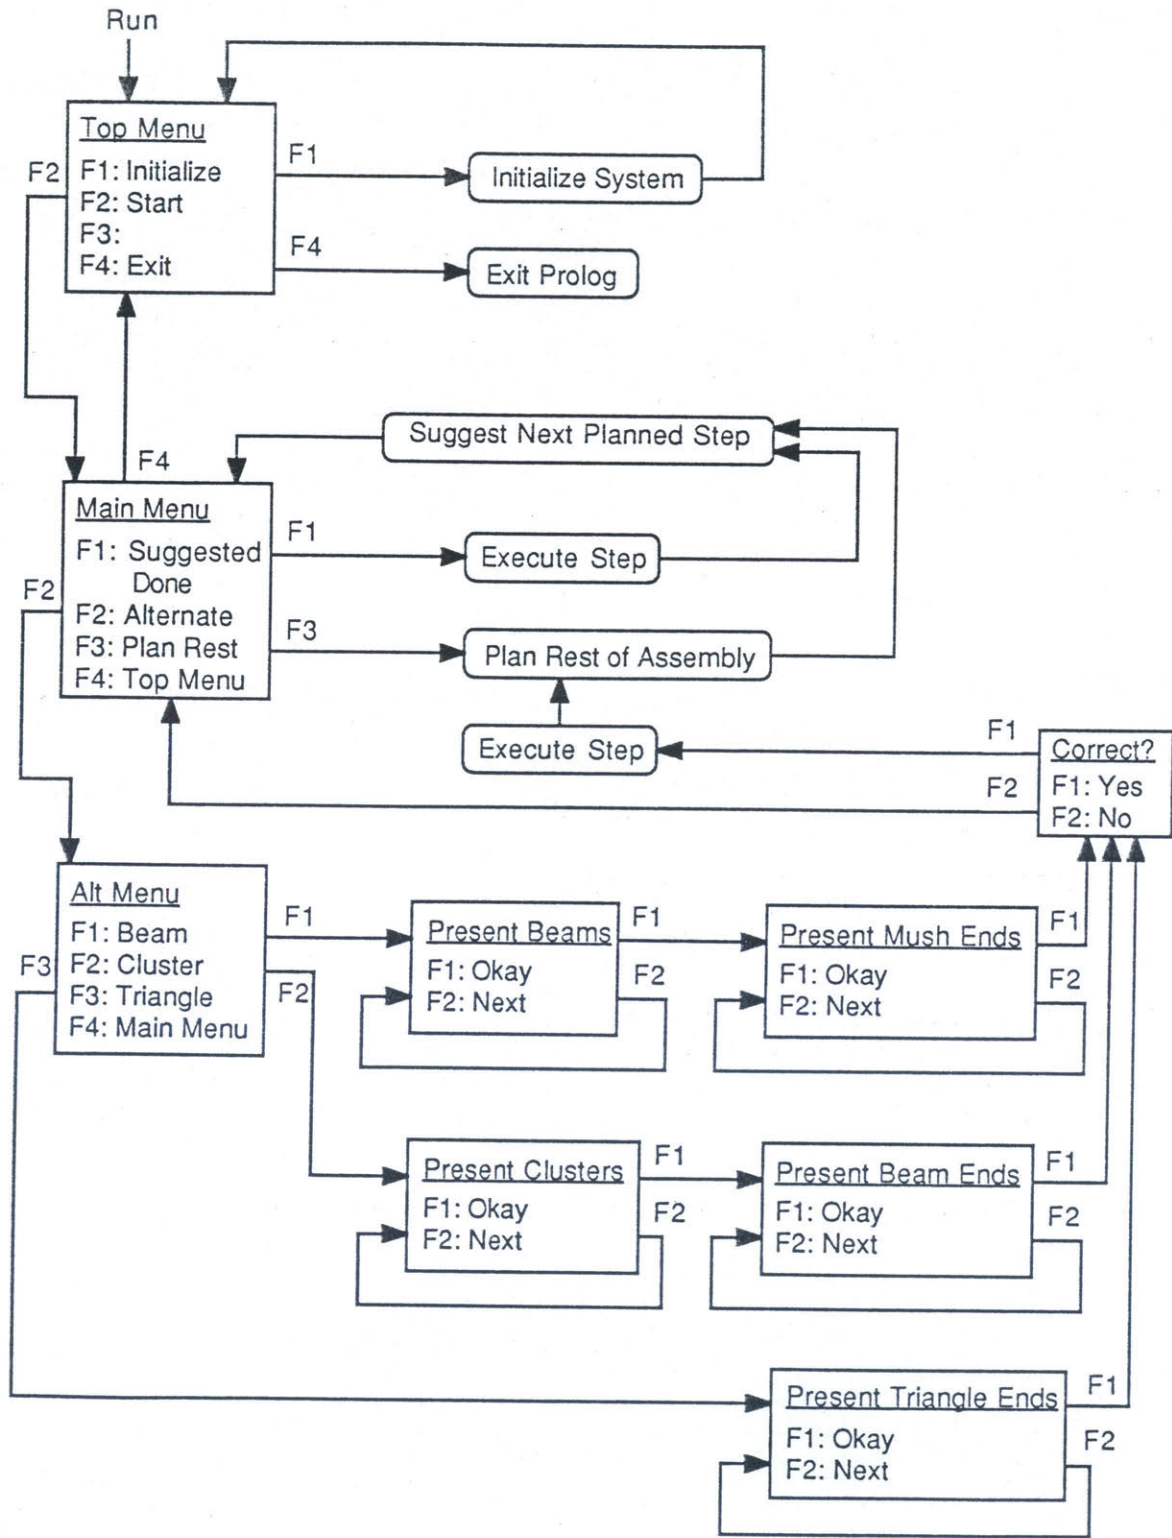 Run
Top Menu
F1: Initialize
F2: Start
F3:
F4: Exit
F2
F1
Initialize System
F4
Exit Prolog
F4
Suggest Next Planned Step
Main Menu
F1: Suggested
Done
F2: Alternate
F3: Plan Rest
F4: Top Menu
F2
F1
Execute Step
F3
Plan Rest of Assembly
Execute Step
F1
F2
Correct?
F1: Yes
F2: No
Alt Menu
F1: Beam
F2: Cluster
F3: Triangle
F4: Main Menu
F3
F1
F2
Present Beams
F1: Okay
F2: Next
F1
F2
Present Mush Ends
F1: Okay
F2: Next
F1
F2
Present Clusters
F1: Okay
F2: Next
F1
F2
Present Beam Ends
F1: Okay
F2: Next
F1
F2
Present Triangle Ends
F1: Okay
F2: Next
F1
F2